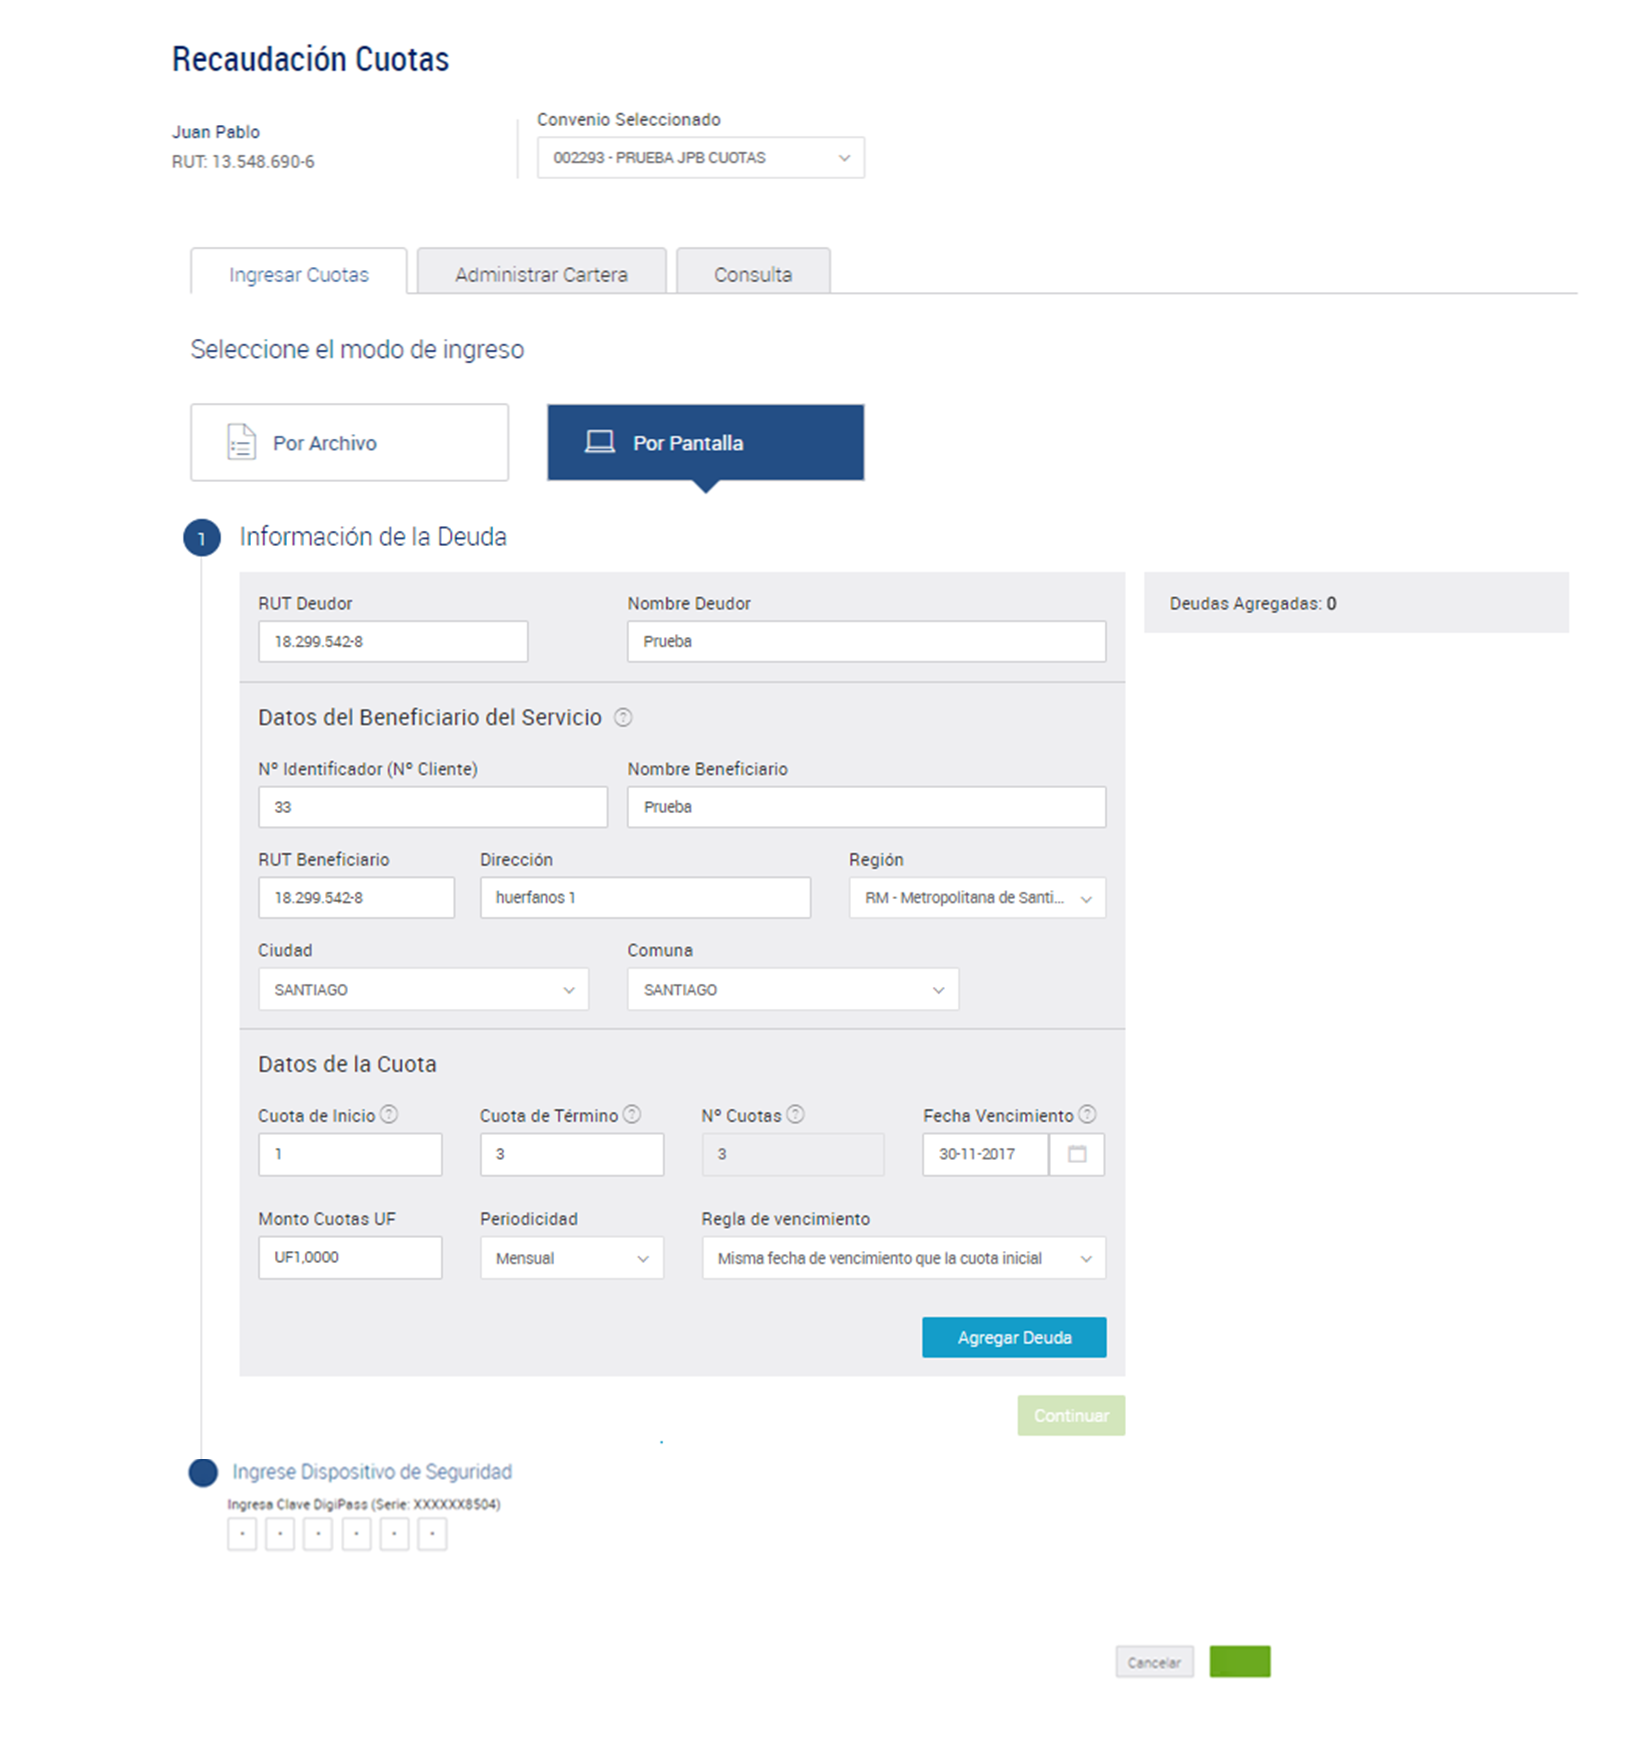 Recaudación Cuotas
Juan Pablo
RUT: 13.548.690-6
Convenio Seleccionado
002293 - PRUEBA JPB CUOTAS
Ingresar Cuotas Administrar Cartera Consulta
Seleccione el modo de ingreso
Por Archivo Por Pantalla
1 Información de la Deuda
RUT Deudor Nombre Deudor
18.299.542-8 Prueba
Deudas Agregadas: 0
Datos del Beneficiario del Servicio ?
Nº Identificador (Nº Cliente) Nombre Beneficiario
33 Prueba
RUT Beneficiario Dirección Región
18.299.542-8 huerfanos 1 RM - Metropolitana de Santi...
Ciudad Comuna
SANTIAGO SANTIAGO
Datos de la Cuota
Cuota de Inicio ? Cuota de Término ? Nº Cuotas ? Fecha Vencimiento ?
1 3 3 30-11-2017
Monto Cuotas UF Periodicidad Regla de vencimiento
UF1,0000 Mensual Misma fecha de vencimiento que la cuota inicial
Agregar Deuda
Continuar
Ingrese Dispositivo de Seguridad
Ingresa Clave DigiPass (Serie: XXXXXX8504)
Cancelar